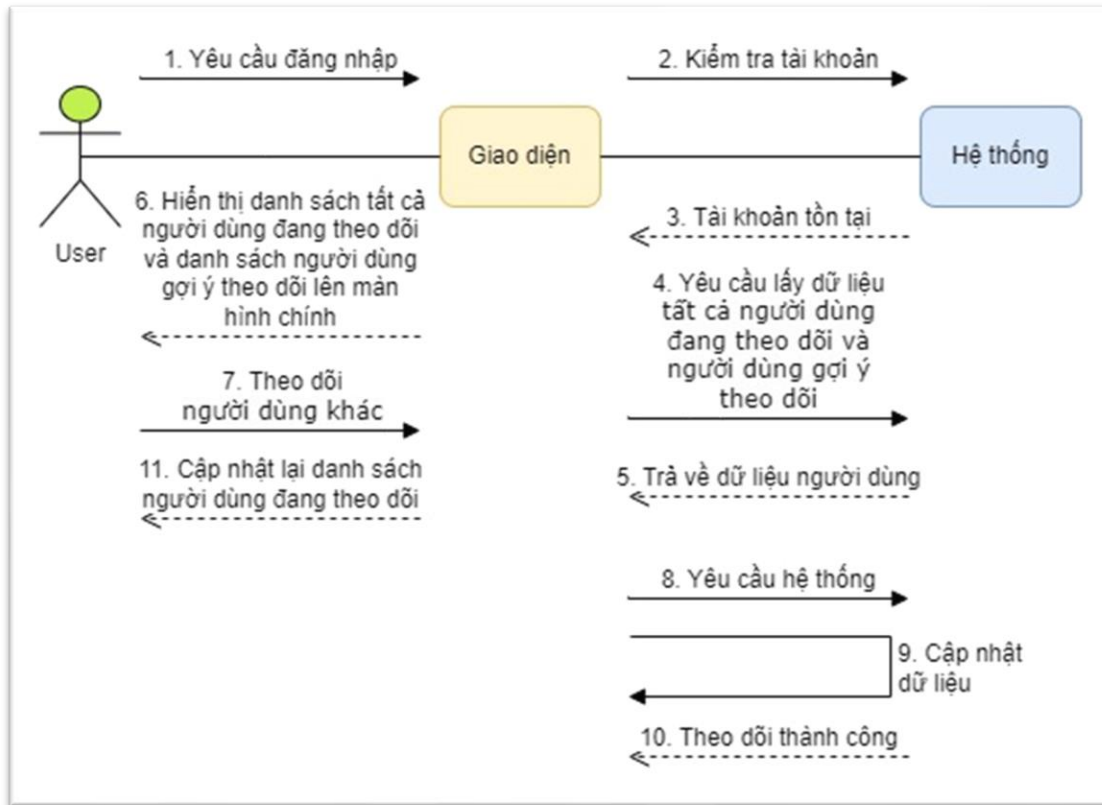 1. Yêu cầu đăng nhập
2. Kiểm tra tài khoản
Giao diện
Hệ thống
User
6. Hiển thị danh sách tất cả
người dùng đang theo dõi
và danh sách người dùng
gợi ý theo dõi lên màn
hình chính
3. Tài khoản tồn tại
4. Yêu cầu lấy dữ liệu
tất cả người dùng
đang theo dõi và
người dùng gợi ý
theo dõi
7. Theo dõi
người dùng khác
11. Cập nhật lại danh sách
người dùng đang theo dõi
5. Trả về dữ liệu người dùng
8. Yêu cầu hệ thống
9. Cập nhật
dữ liệu
10. Theo dõi thành công